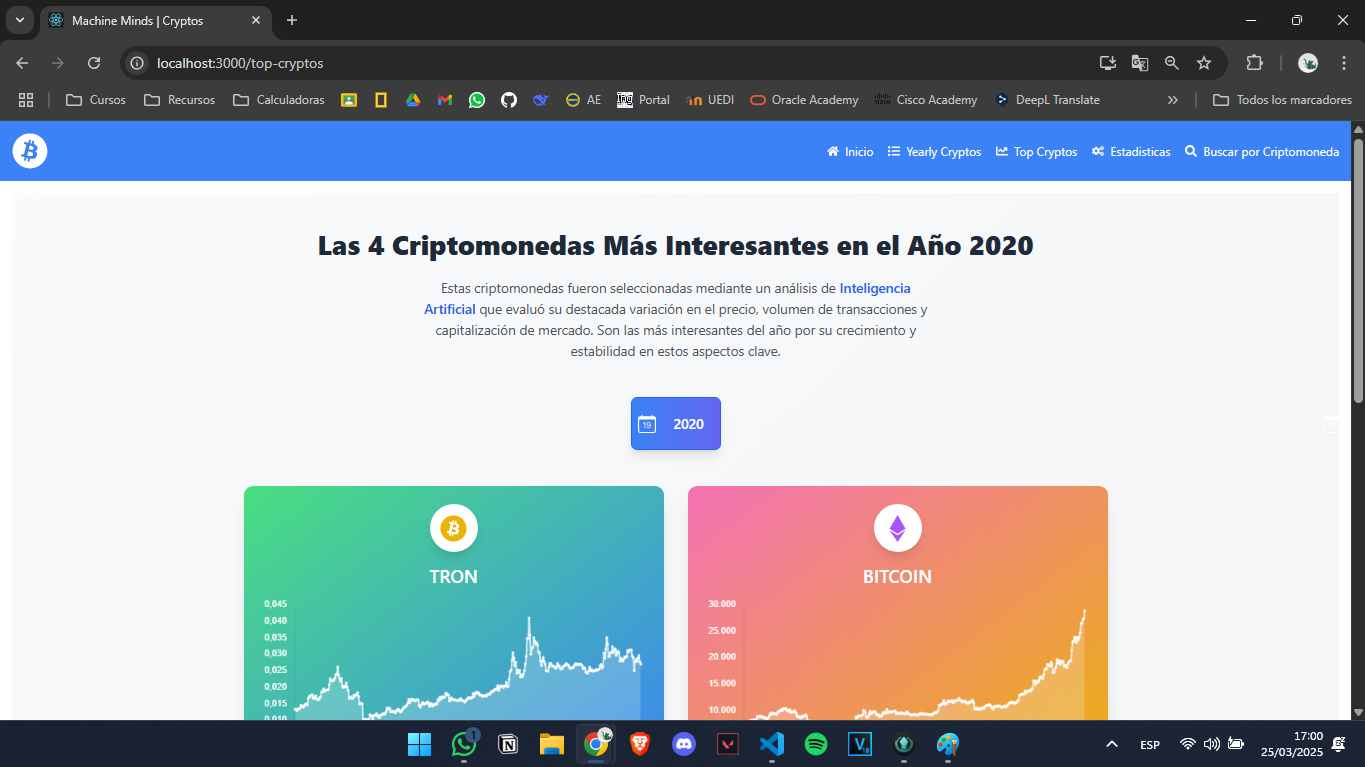 Machine Minds | Cryptos
localhost:3000/top-cryptos
Cursos Recursos Calculadoras AE Portal UEDI Oracle Academy Cisco Academy DeepL Translate Todos los marcadores
Inicio Yearly Cryptos Top Cryptos Estadisticas Buscar por Criptomoneda
Las 4 Criptomonedas Más Interesantes en el Año 2020
Estas criptomonedas fueron seleccionadas mediante un análisis de Inteligencia
Artificial que evaluó su destacada variación en el precio, volumen de transacciones y
capitalización de mercado. Son las más interesantes del año por su crecimiento y
estabilidad en estos aspectos clave.
19 2020
TRON
0,045
0,040
0,035
0,030
0,025
0,020
0,015
0,010
BITCOIN
30.000
25.000
20.000
15.000
10.000
1
ESP
17:00
25/03/2025